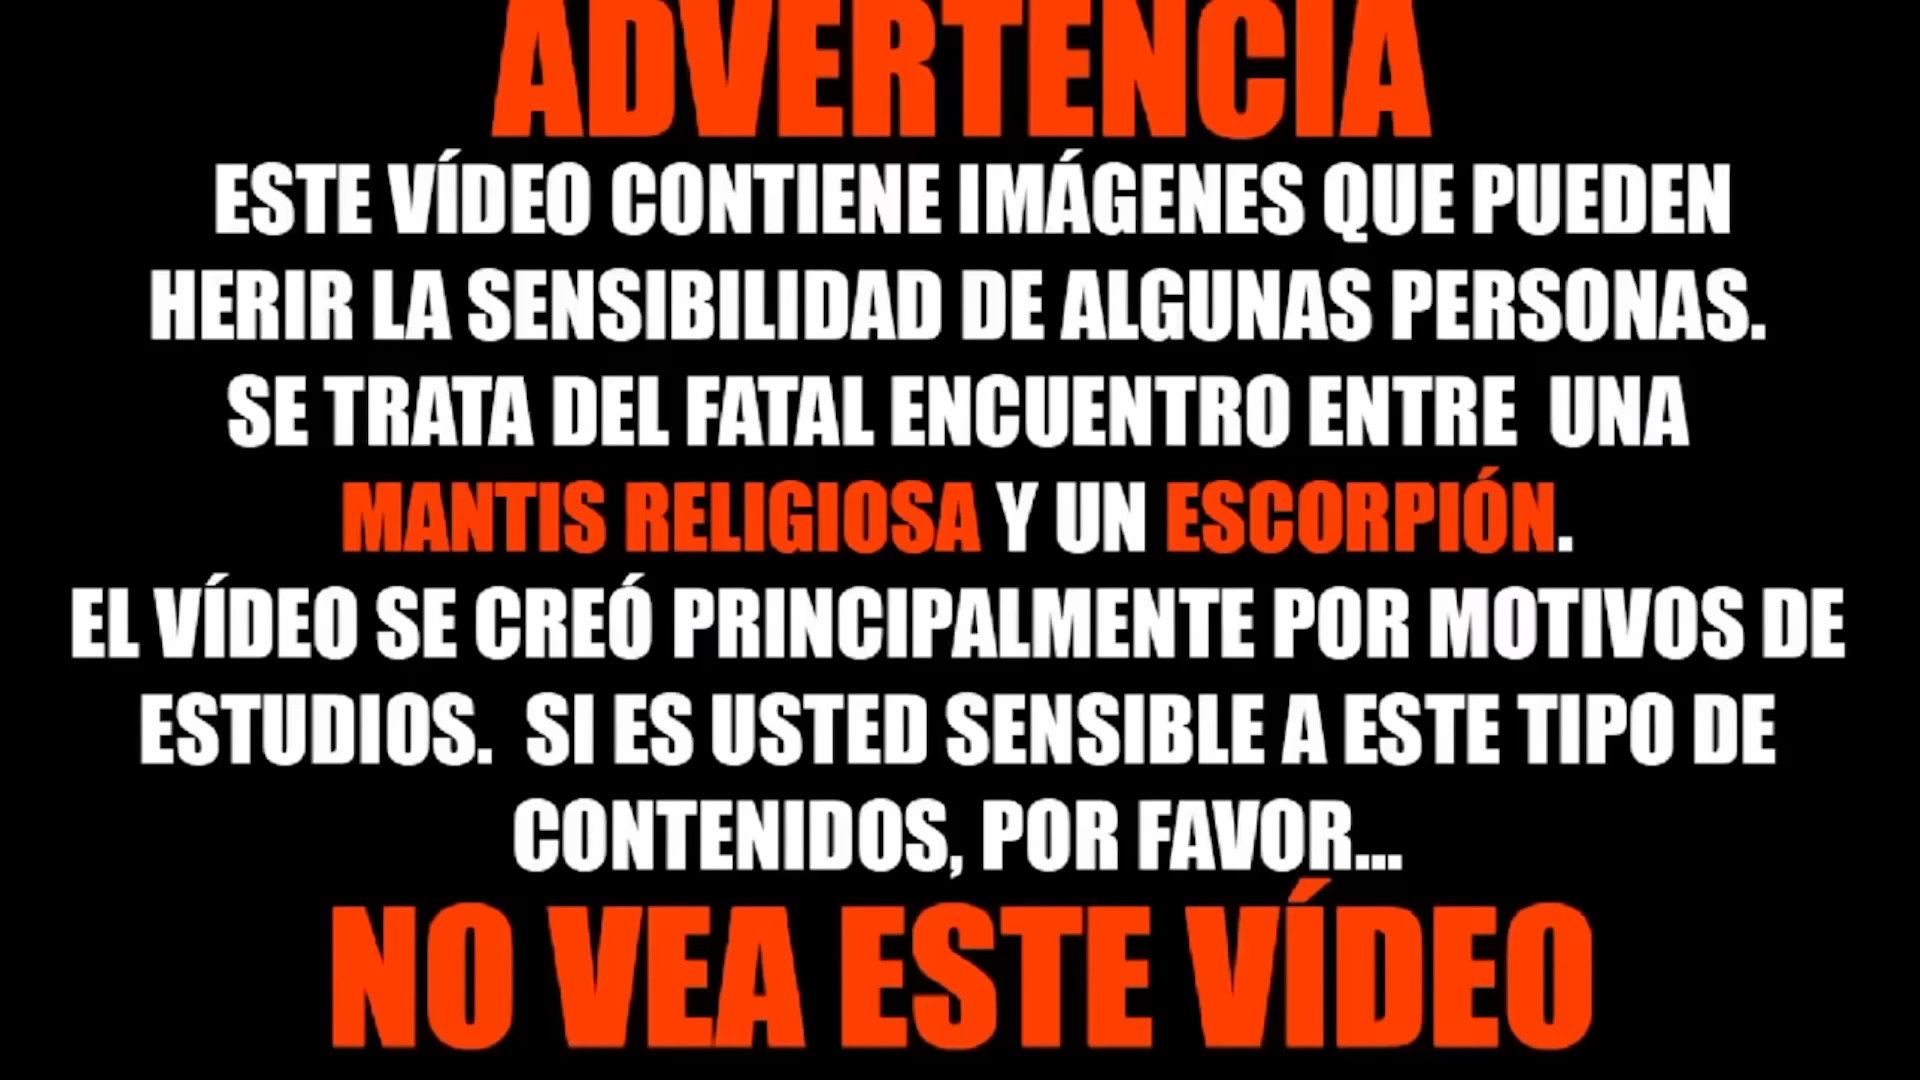 ADVERTENCIA
ESTE VÍDEO CONTIENE IMÁGENES QUE PUEDEN
HERIR LA SENSIBILIDAD DE ALGUNAS PERSONAS.
SE TRATA DEL FATAL ENCUENTRO ENTRE UNA
MANTIS RELIGIOSA Y UN ESCORPIÓN.
EL VÍDEO SE CREÓ PRINCIPALMENTE POR MOTIVOS DE
ESTUDIOS. SI ES USTED SENSIBLE A ESTE TIPO DE
CONTENIDOS, POR FAVOR...
NO VEA ESTE VÍDEO